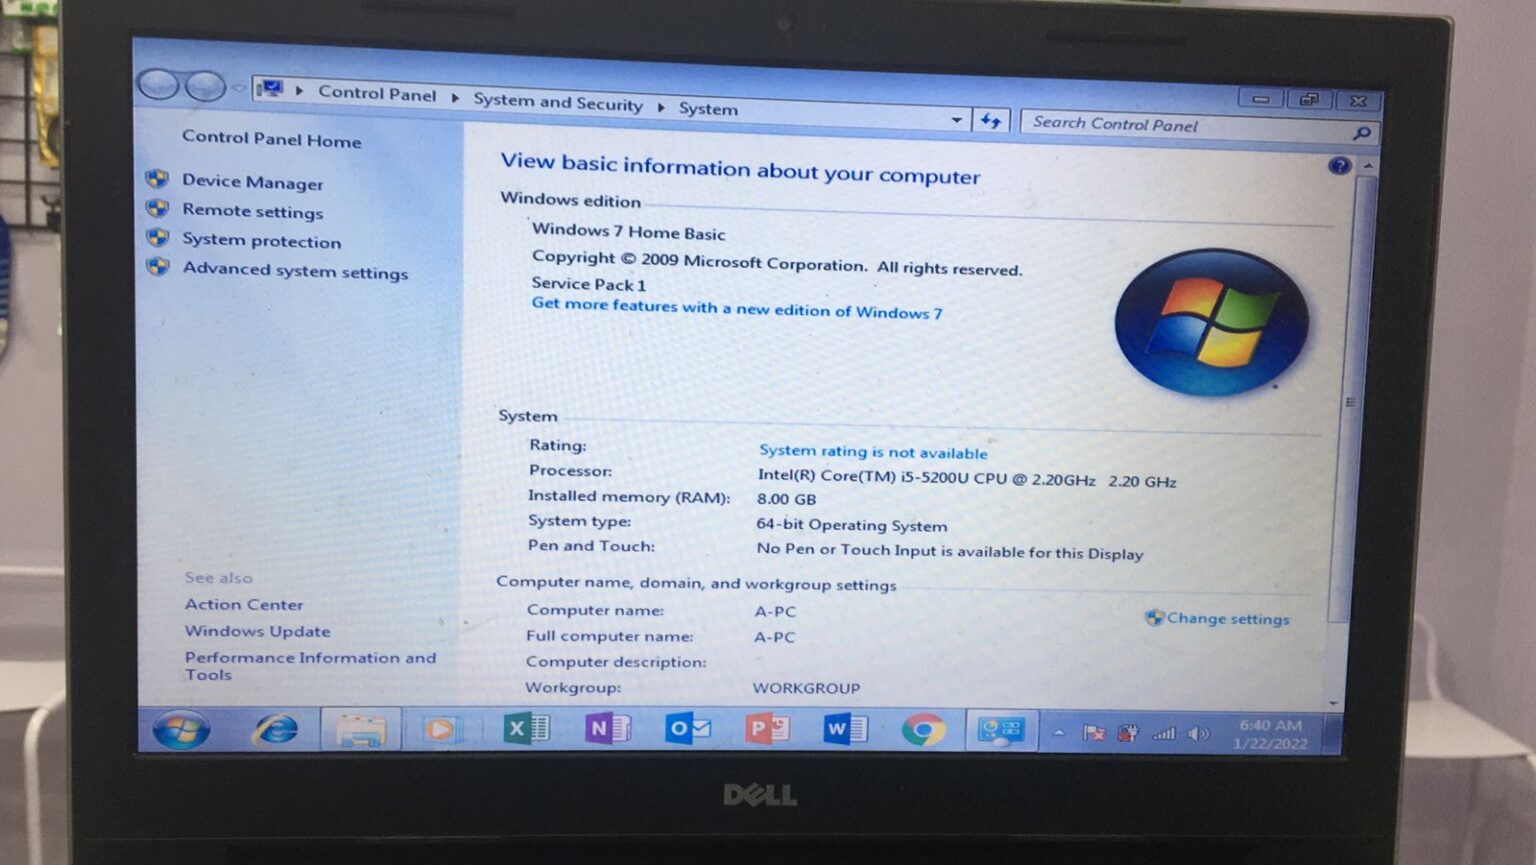 Control Panel ▸ System and Security ▸ System
Search Control Panel
Control Panel Home
Device Manager
Remote settings
System protection
Advanced system settings
See also
Action Center
Windows Update
Performance Information and
Tools
View basic information about your computer
Windows edition
Windows 7 Home Basic
Copyright © 2009 Microsoft Corporation. All rights reserved.
Service Pack 1
Get more features with a new edition of Windows 7
System
Rating: System rating is not available
Processor: Intel(R) Core(TM) i5-5200U CPU @ 2.20GHz 2.20 GHz
Installed memory (RAM): 8.00 GB
System type: 64-bit Operating System
Pen and Touch: No Pen or Touch Input is available for this Display
Computer name, domain, and workgroup settings
Computer name: A-PC
Change settings
Full computer name: A-PC
Computer description:
Workgroup: WORKGROUP
6:40 AM
1/22/2022
DELL